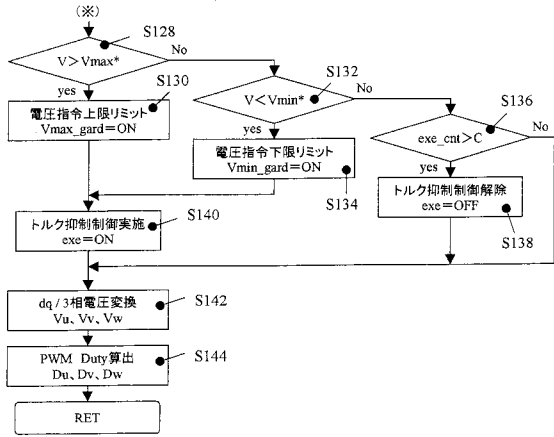 (※)
S128
V＞Vmax*
No
yes
S130
電圧指令上限リミット
Vmax_gard＝ON
S132
V＜Vmin*
No
yes
電圧指令下限リミット
Vmin_gard＝ON
S134
S136
exe_cnt＞C
No
yes
トルク抑制制御解除
exe＝OFF
S138
S140
トルク抑制制御実施
exe＝ON
dq / 3相電圧変換
Vu、Vv、Vw
S142
PWM Duty算出
Du、Dv、Dw
S144
RET